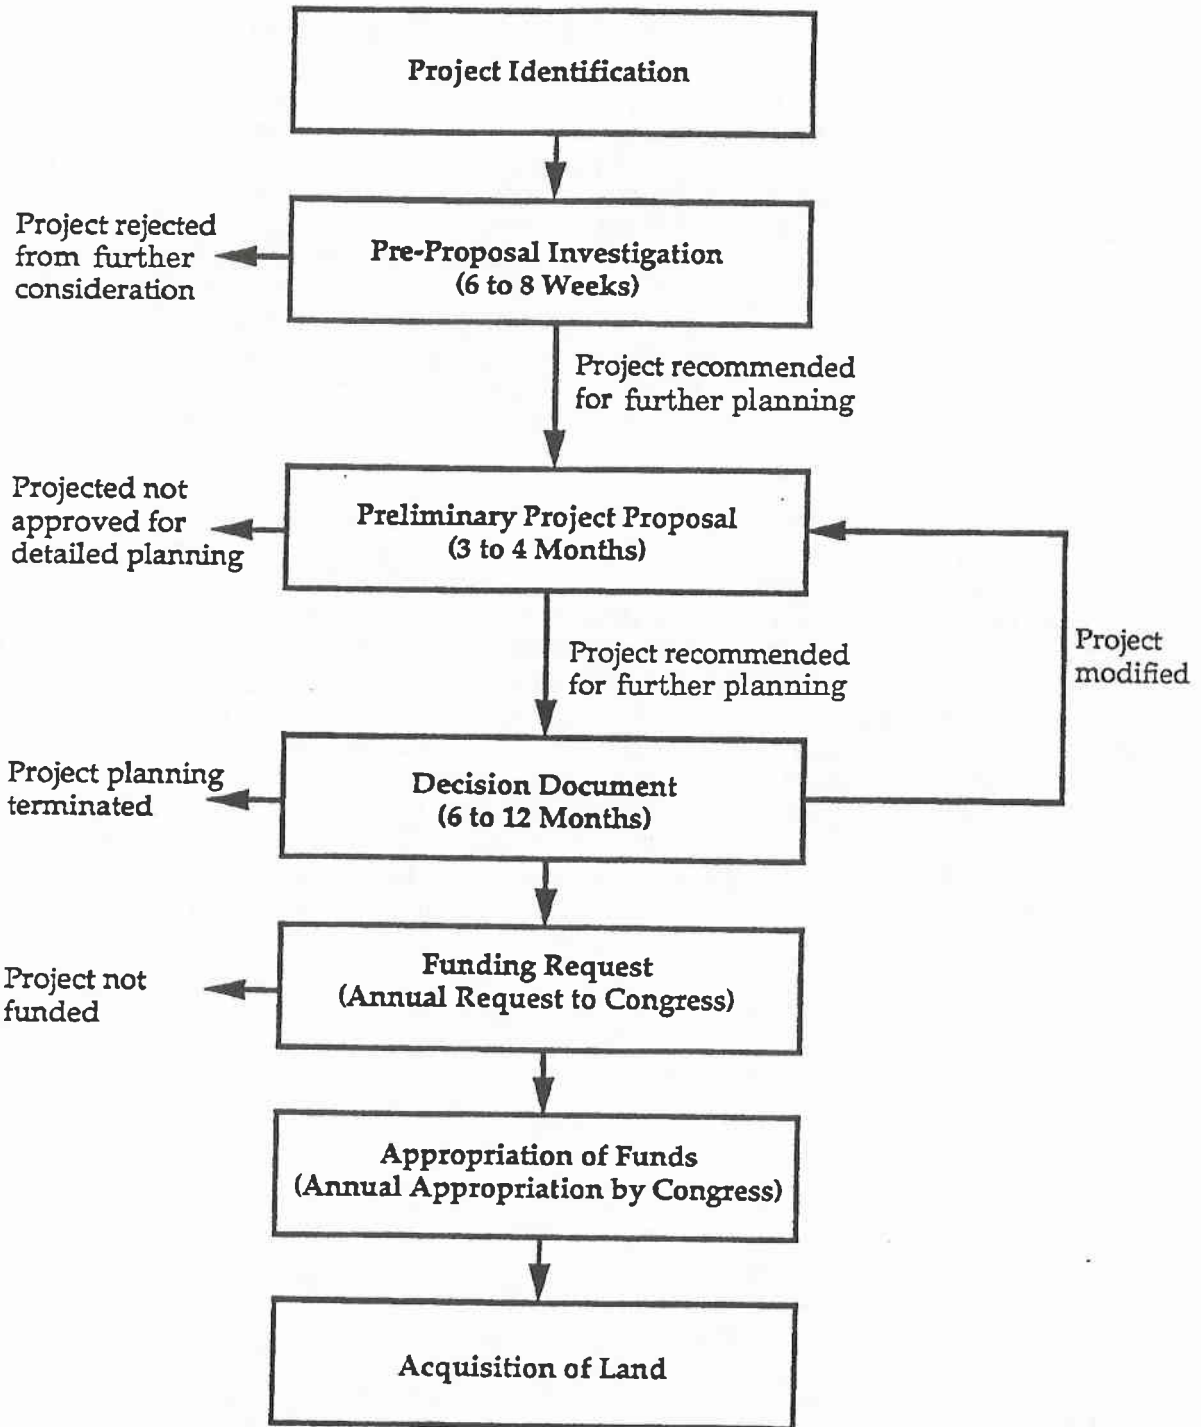 Project Identification
Project rejected
from further
consideration
Pre-Proposal Investigation
(6 to 8 Weeks)
Project recommended
for further planning
Projected not
approved for
detailed planning
Preliminary Project Proposal
(3 to 4 Months)
Project recommended
for further planning
Project
modified
Project planning
terminated
Decision Document
(6 to 12 Months)
Project not
funded
Funding Request
(Annual Request to Congress)
Appropriation of Funds
(Annual Appropriation by Congress)
Acquisition of Land